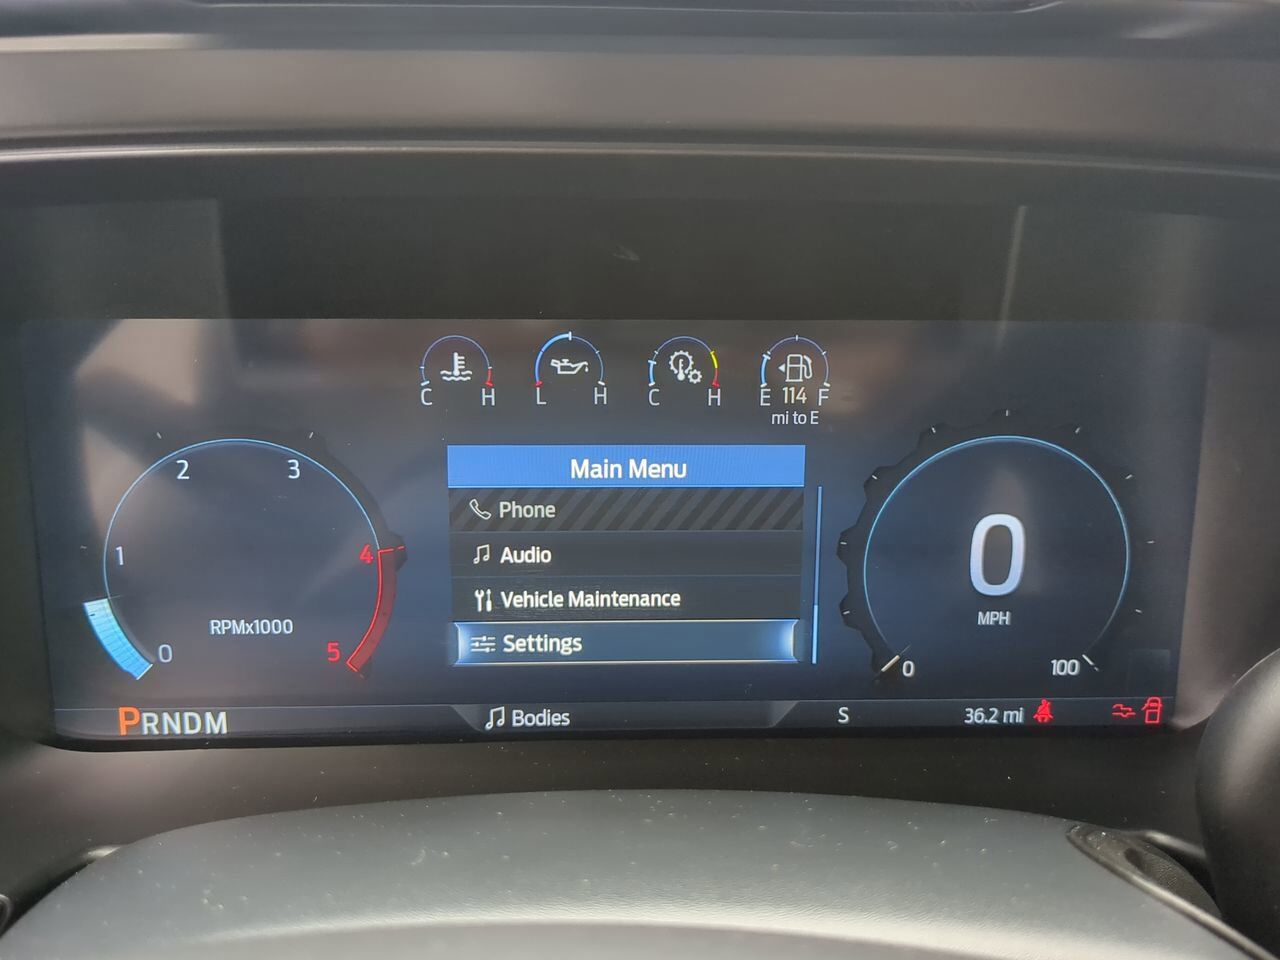 C H
L H
C H
E 114 F
mi to E
Main Menu
Phone
Audio
Vehicle Maintenance
Settings
0
1
2
3
4
5
RPMx1000
0
MPH
0
100
PRNDM
Bodies
S
36.2 mi